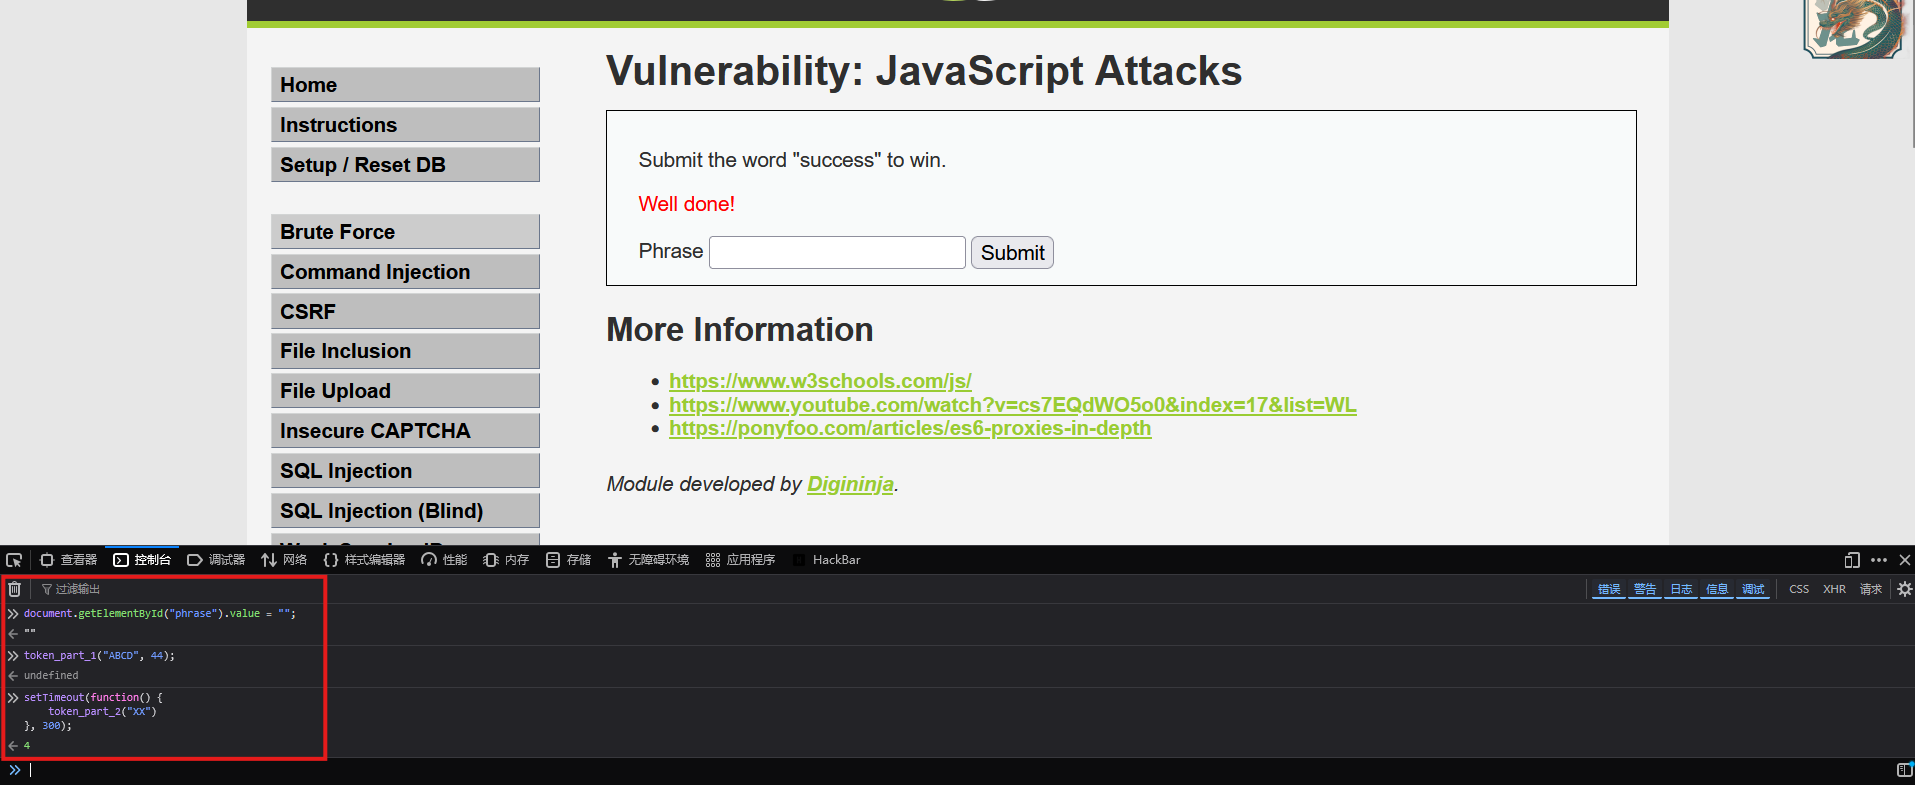 Vulnerability: JavaScript Attacks
Home
Instructions
Setup / Reset DB
Brute Force
Command Injection
CSRF
File Inclusion
File Upload
Insecure CAPTCHA
SQL Injection
SQL Injection (Blind)
Submit the word "success" to win.
Well done!
Phrase
Submit
More Information
https://www.w3schools.com/js/
https://www.youtube.com/watch?v=cs7EQdWO5o0&index=17&list=WL
https://ponyfoo.com/articles/es6-proxies-in-depth
Module developed by Digininja.
查看器 控制台 调试器 网络 样式编辑器 性能 内存 存储 无障碍环境 应用程序 HackBar
过滤输出 错误 警告 日志 信息 调试 CSS XHR 请求
document.getElementById("phrase").value = "";
""
token_part_1("ABCD", 44);
undefined
setTimeout(function() {
token_part_2("XX")
}, 300);
4